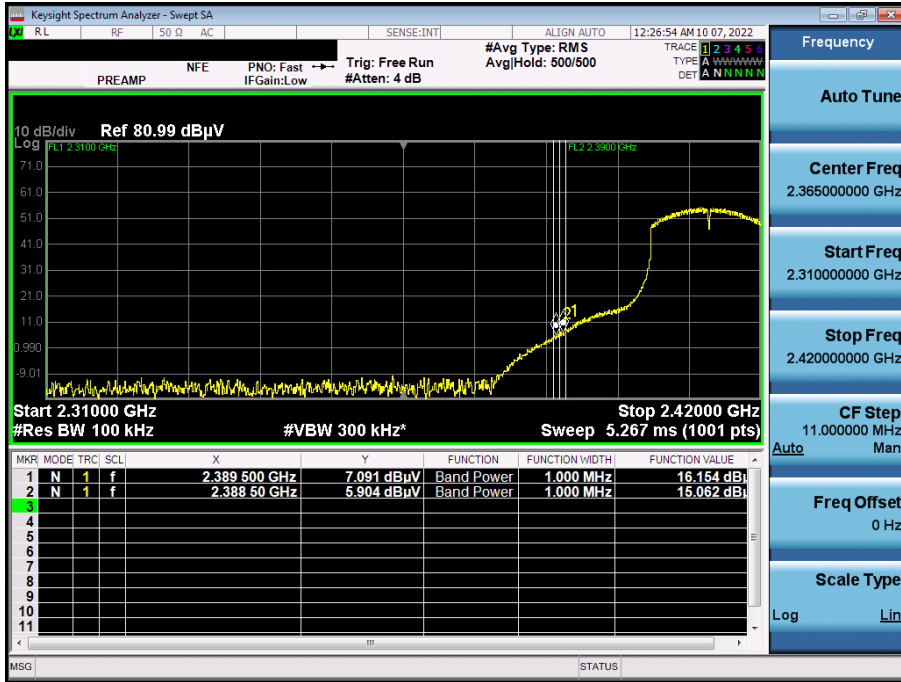 Keysight Spectrum Analyzer - Swept SA
LXI RL RF 50 Ω AC SENSE:INT ALIGN AUTO 12:26:54 AM 10 07, 2022
NFE PNO: Fast Trig: Free Run #Avg Type: RMS TRACE 1 2 3 4 5 6
PREAMP IFGain:Low #Atten: 4 dB Avg|Hold: 500/500 TYPE A WWWWW
DET A N N N N N
10 dB/div Ref 80.99 dBµV
Log
FL1 2.3100 GHz FL2 2.3900 GHz
71.0
61.0
51.0
41.0
31.0
21.0
11.0
0.990
-9.01
21
Start 2.31000 GHz Stop 2.42000 GHz
#Res BW 100 kHz #VBW 300 kHz* Sweep 5.267 ms (1001 pts)
MKR MODE TRC SCL X Y FUNCTION FUNCTION WIDTH FUNCTION VALUE
1 N 1 f 2.389 500 GHz 7.091 dBµV Band Power 1.000 MHz 16.154 dBµ
2 N 1 f 2.388 50 GHz 5.904 dBµV Band Power 1.000 MHz 15.062 dBµ
3
4
5
6
7
8
9
10
11
MSG STATUS
Frequency
Auto Tune
Center Freq
2.365000000 GHz
Start Freq
2.310000000 GHz
Stop Freq
2.420000000 GHz
CF Step
11.000000 MHz
Auto Man
Freq Offset
0 Hz
Scale Type
Log Lin